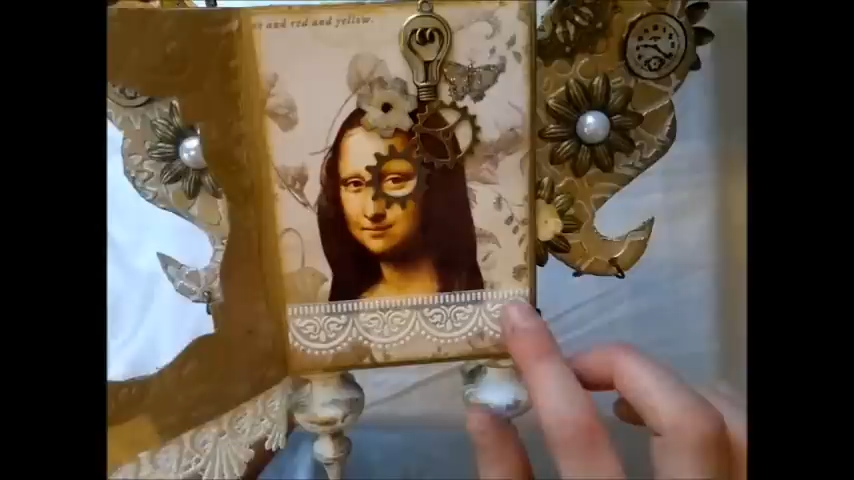 and red and yellow.